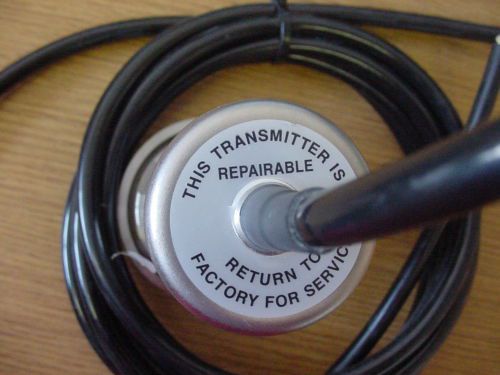 THIS TRANSMITTER IS
REPAIRABLE
RETURN TO
FACTORY FOR SERVIC